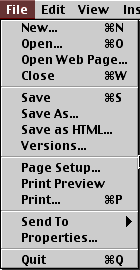 File Edit View Ins
New... ⌘N
Open... ⌘O
Open Web Page...
Close ⌘W
Save ⌘S
Save As...
Save as HTML...
Versions...
Page Setup...
Print Preview
Print... ⌘P
Send To
Properties...
Quit ⌘Q